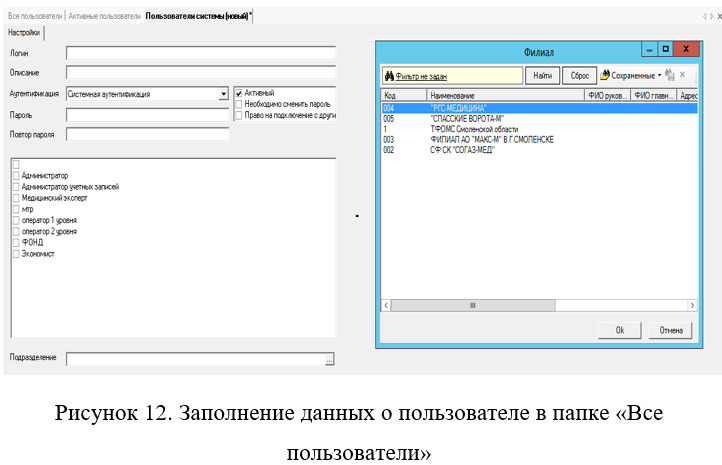 Все пользователи Активные пользователи Пользователи системы (новый) *
Настройки
Логин
Описание
Аутентификация Системная аутентификация
Активный
Необходимо сменить пароль
Пароль
Право на подключение с други
Повтор пароля
Администратор
Администратор учетных записей
Медицинский эксперт
мтр
оператор 1 уровня
оператор 2 уровня
ФОНД
Экономист
Подразделение ...
Филиал
Фильтр не задан Найти Сброс Сохраненные
Код Наименование ФИО руков... ФИО главн... Адрес
004 "РГС-МЕДИЦИНА"
005 "СПАССКИЕ ВОРОТА-М"
1 ТФОМС Смоленской области
003 ФИЛИАЛ АО "МАКС-М" В Г.СМОЛЕНСКЕ
002 СФ СК "СОГАЗ-МЕД"
Ok Отмена
Рисунок 12. Заполнение данных о пользователе в папке «Все
пользователи»